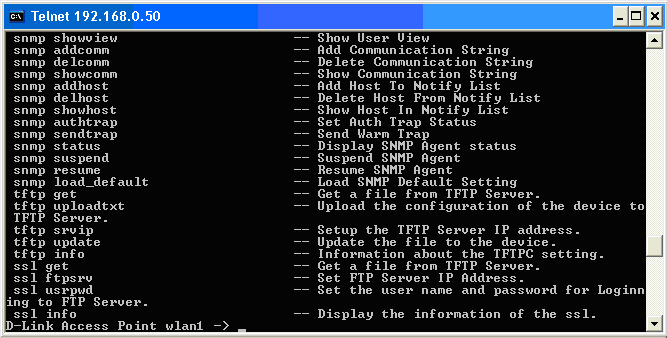 Telnet 192.168.0.50
snmp showview -- Show User View
snmp addcomm -- Add Communication String
snmp delcomm -- Delete Communication String
snmp showcomm -- Show Communication String
snmp addhost -- Add Host To Notify List
snmp delhost -- Delete Host From Notify List
snmp showhost -- Show Host In Notify List
snmp authtrap -- Set Auth Trap Status
snmp sendtrap -- Send Warm Trap
snmp status -- Display SNMP Agent status
snmp suspend -- Suspend SNMP Agent
snmp resume -- Resume SNMP Agent
snmp load_default -- Load SNMP Default Setting
tftp get -- Get a file from TFTP Server.
tftp uploadtxt -- Upload the configuration of the device to
TFTP Server.
tftp srvip -- Setup the TFTP Server IP address.
tftp update -- Update the file to the device.
tftp info -- Information about the TFTPC setting.
ssl get -- Get a file from TFTP Server.
ssl ftpsrv -- Set FTP Server IP Address.
ssl usrpwd -- Set the user name and password for Loginn
ing to FTP Server.
ssl info -- Display the information of the ssl.
D-Link Access Point wlan1 -> _